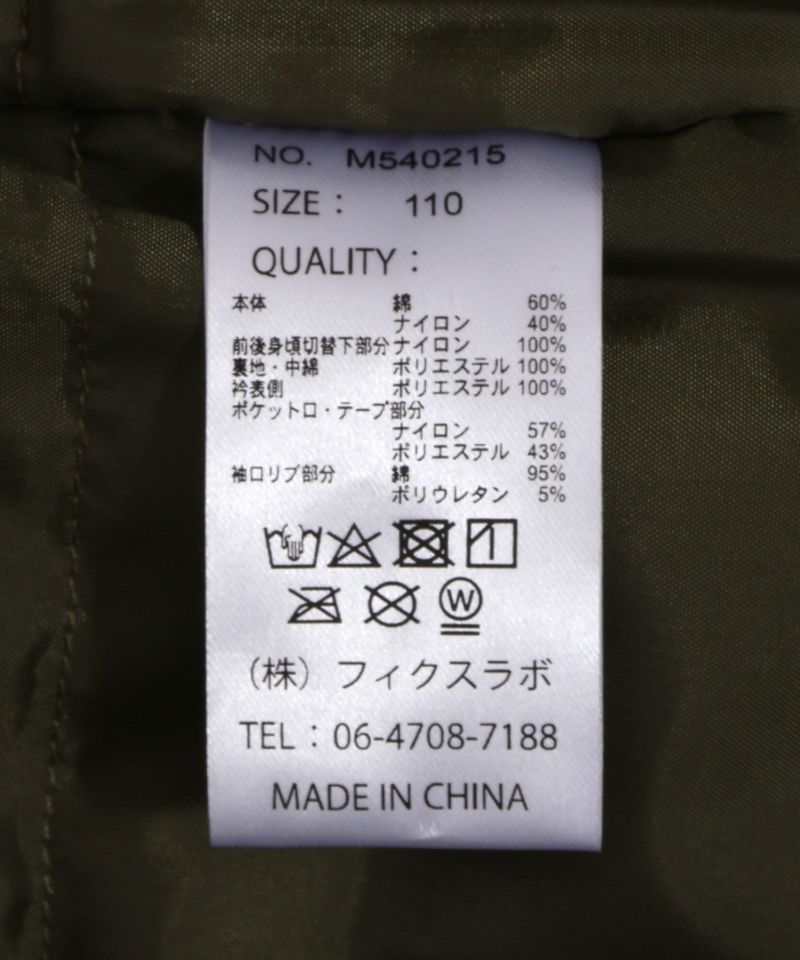 NO. M540215
SIZE : 110
QUALITY :
本体 綿 60%
ナイロン 40%
前後身頃切替下部分 ナイロン 100%
裏地・中綿 ポリエステル 100%
衿表側 ポリエステル 100%
ポケット口・テープ部分
ナイロン 57%
ポリエステル 43%
袖口リブ部分 綿 95%
ポリウレタン 5%
W
(株) フィクスラボ
TEL : 06-4708-7188
MADE IN CHINA